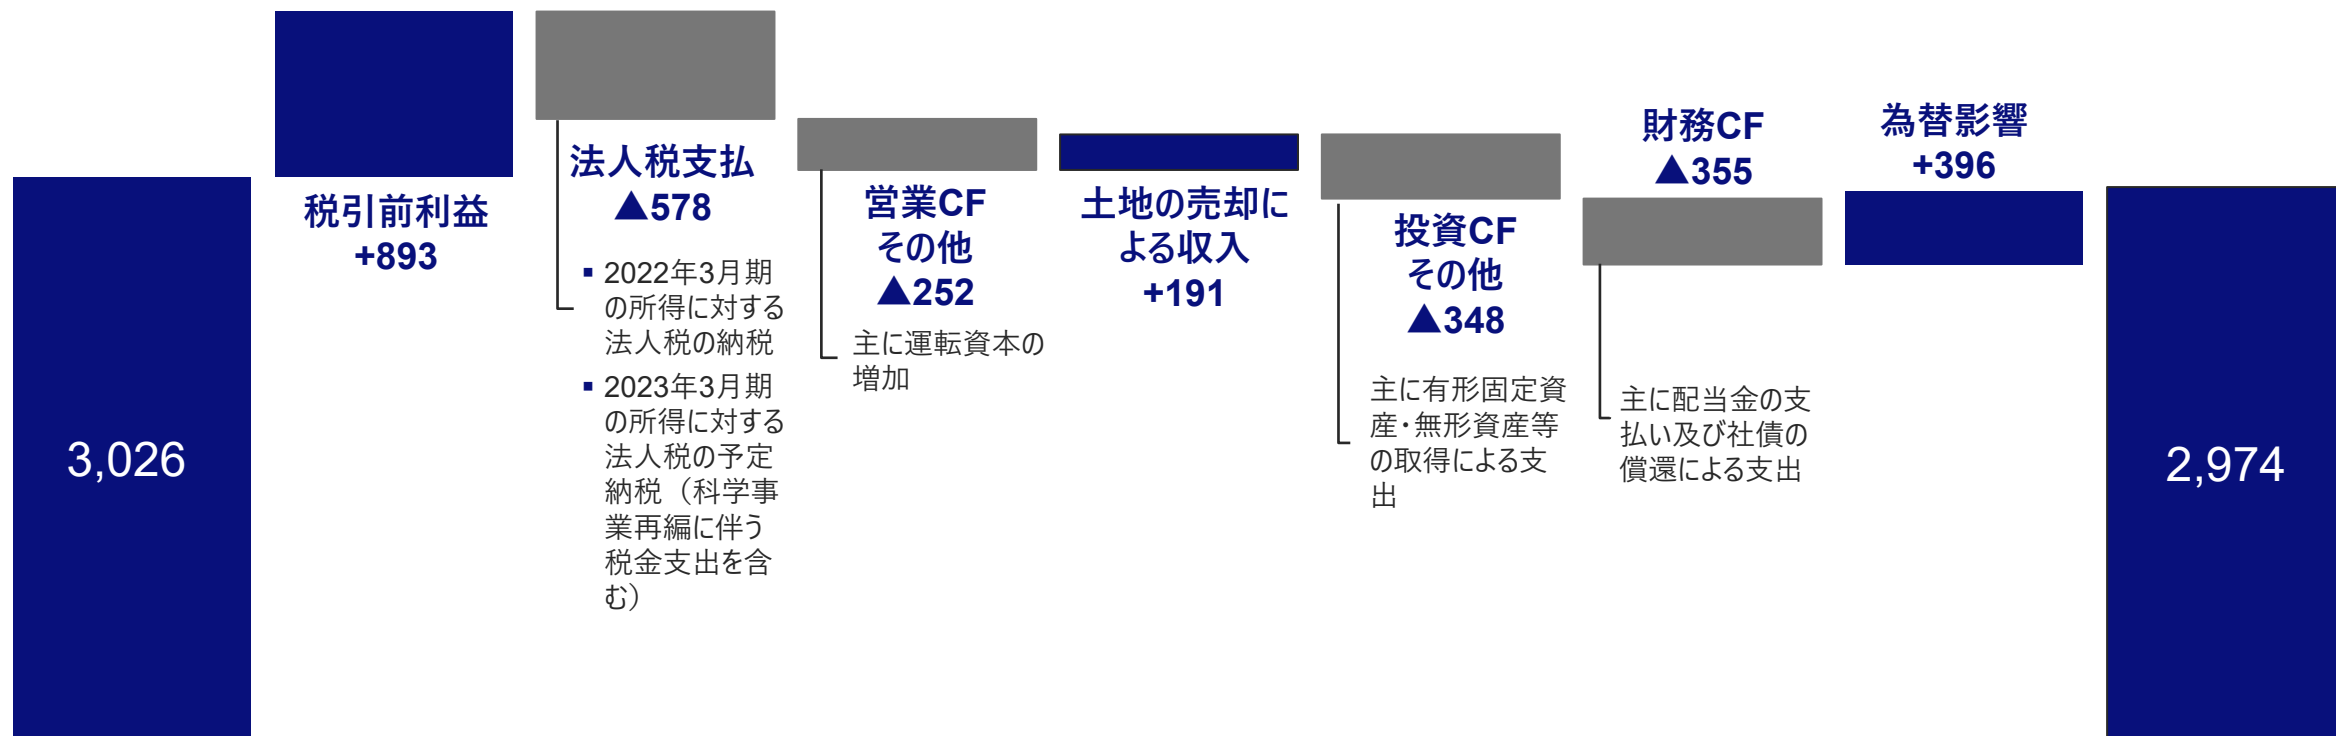 3,026
税引前利益
+893
法人税支払
▲578
▪ 2022年3月期
の所得に対する
法人税の納税
▪ 2023年3月期
の所得に対する
法人税の予定
納税（科学事
業再編に伴う
税金支出を含
む）
営業CF
その他
▲252
主に運転資本の
増加
土地の売却に
よる収入
+191
投資CF
その他
▲348
主に有形固定資
産・無形資産等
の取得による支
出
財務CF
▲355
主に配当金の支
払い及び社債の
償還による支出
為替影響
+396
2,974